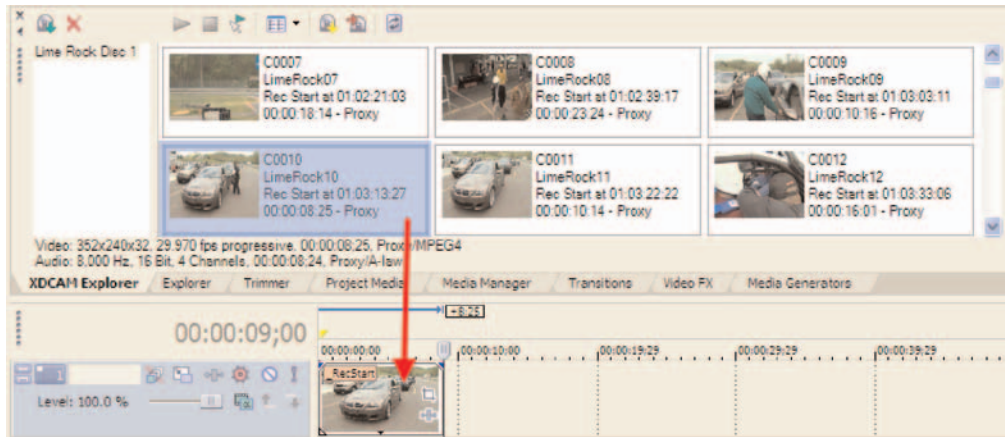 Lime Rock Disc 1
C0007
LimeRock07
Rec Start at 01:02:21:03
00:00:18:14 - Proxy
C0008
LimeRock08
Rec Start at 01:02:39:17
00:00:23:24 - Proxy
C0009
LimeRock09
Rec Start at 01:03:03:11
00:00:10:16 - Proxy
C0010
LimeRock10
Rec Start at 01:03:13:27
00:00:08:25 - Proxy
C0011
LimeRock11
Rec Start at 01:03:22:22
00:00:10:14 - Proxy
C0012
LimeRock12
Rec Start at 01:03:33:06
00:00:16:01 - Proxy
Video: 352x240x32, 29.970 fps progressive, 00:00:08:25, Proxy/MPEG4
Audio: 8,000 Hz, 16 Bit, 4 Channels, 00:00:08:24, Proxy/A-law
XDCAM Explorer Explorer Trimmer Project Media Media Manager Transitions Video FX Media Generators
+8:25
00:00:09;00
00:00:00:00 00:00:10:00 00:00:19:29 00:00:29:29 00:00:39:29
1
_RecStart
Level: 100.0 %